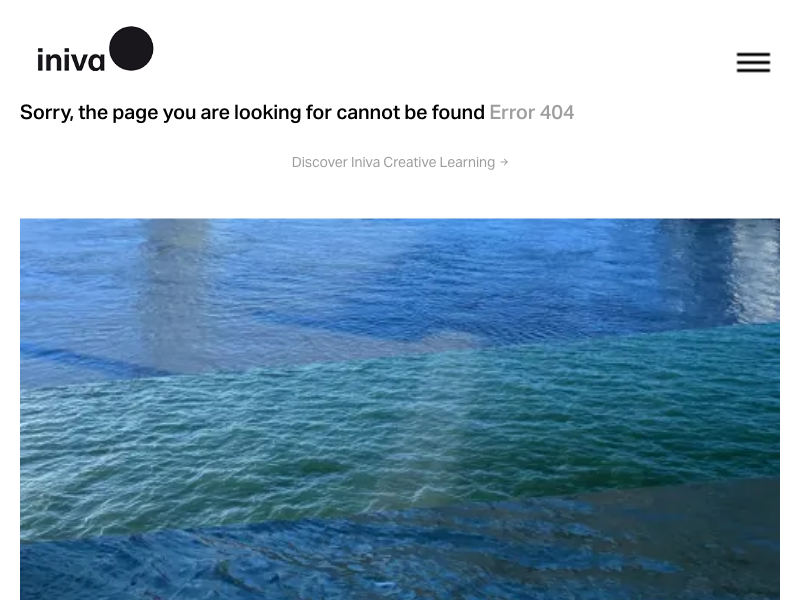 iniva
Sorry, the page you are looking for cannot be found Error 404
Discover Iniva Creative Learning →